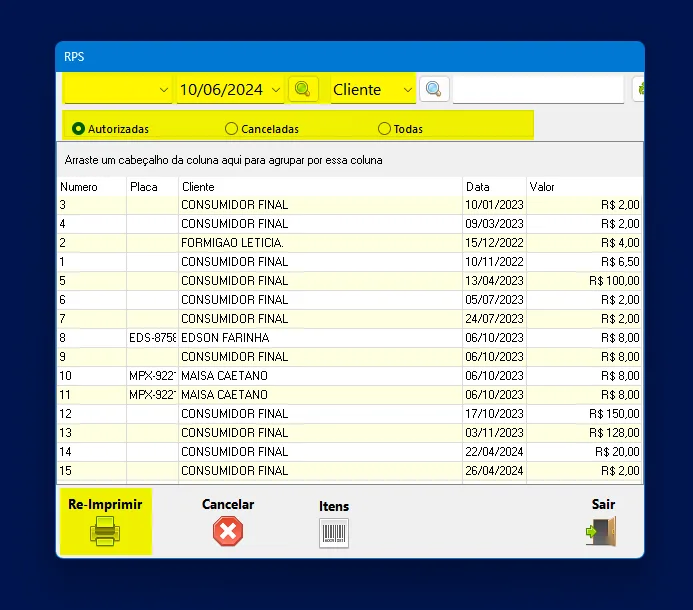 RPS
10/06/2024 Cliente
Autorizadas Canceladas Todas
Arraste um cabeçalho da coluna aqui para agrupar por essa coluna
Numero Placa Cliente Data Valor
3 CONSUMIDOR FINAL 10/01/2023 R$ 2,00
4 CONSUMIDOR FINAL 09/03/2023 R$ 2,00
2 FORMIGAO LETICIA. 15/12/2022 R$ 4,00
1 CONSUMIDOR FINAL 10/11/2022 R$ 6,50
5 CONSUMIDOR FINAL 13/04/2023 R$ 100,00
6 CONSUMIDOR FINAL 05/07/2023 R$ 2,00
7 CONSUMIDOR FINAL 24/07/2023 R$ 2,00
8 EDS-8758 EDSON FARINHA 06/10/2023 R$ 8,00
9 CONSUMIDOR FINAL 06/10/2023 R$ 8,00
10 MPX-922 MAISA CAETANO 06/10/2023 R$ 8,00
11 MPX-922 MAISA CAETANO 06/10/2023 R$ 8,00
12 CONSUMIDOR FINAL 17/10/2023 R$ 150,00
13 CONSUMIDOR FINAL 03/11/2023 R$ 128,00
14 CONSUMIDOR FINAL 22/04/2024 R$ 20,00
15 CONSUMIDOR FINAL 26/04/2024 R$ 2,00
Re-Imprimir Cancelar Itens Sair